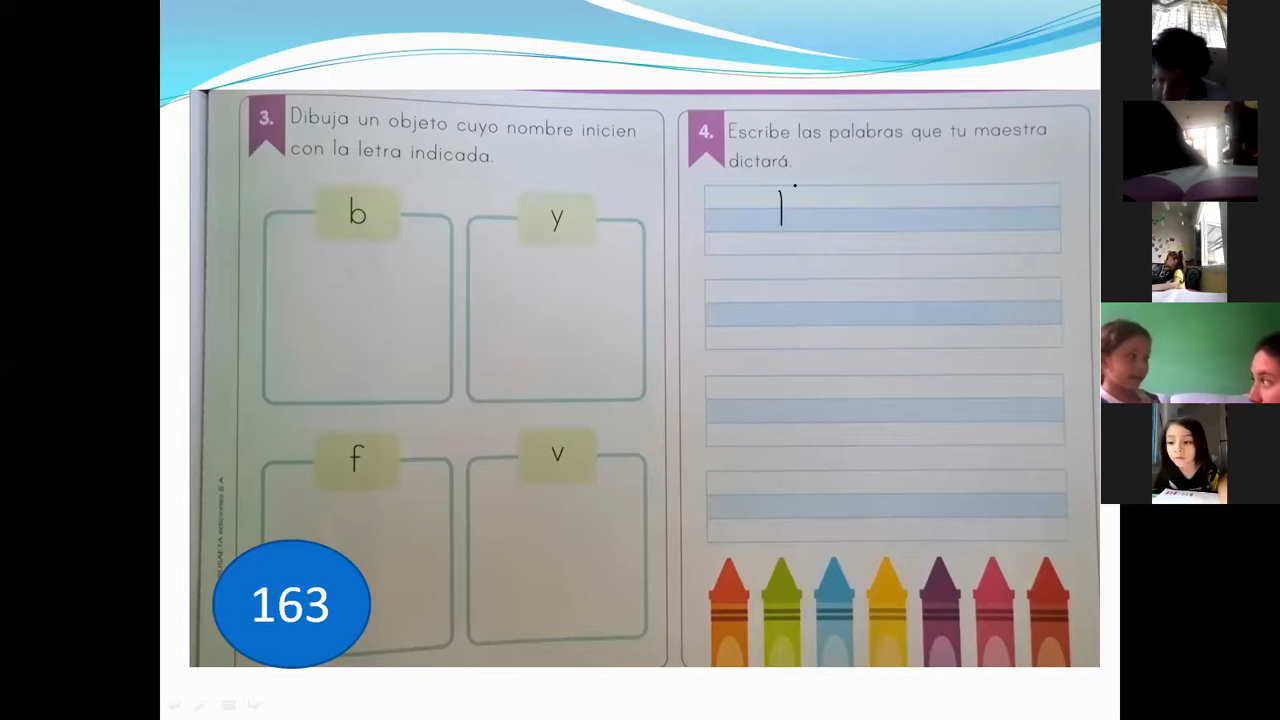 3. Dibuja un objeto cuyo nombre inicien
con la letra indicada.
b
y
f
v
4. Escribe las palabras que tu maestra
dictará.
l
163